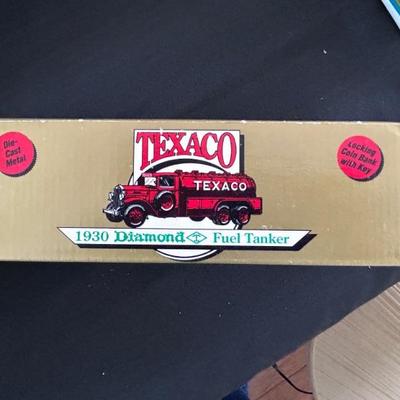 Die-
Cast
Metal
TEXACO
Locking
Coin Bank
with Key
TEXACO
1930 Diamond T Fuel Tanker